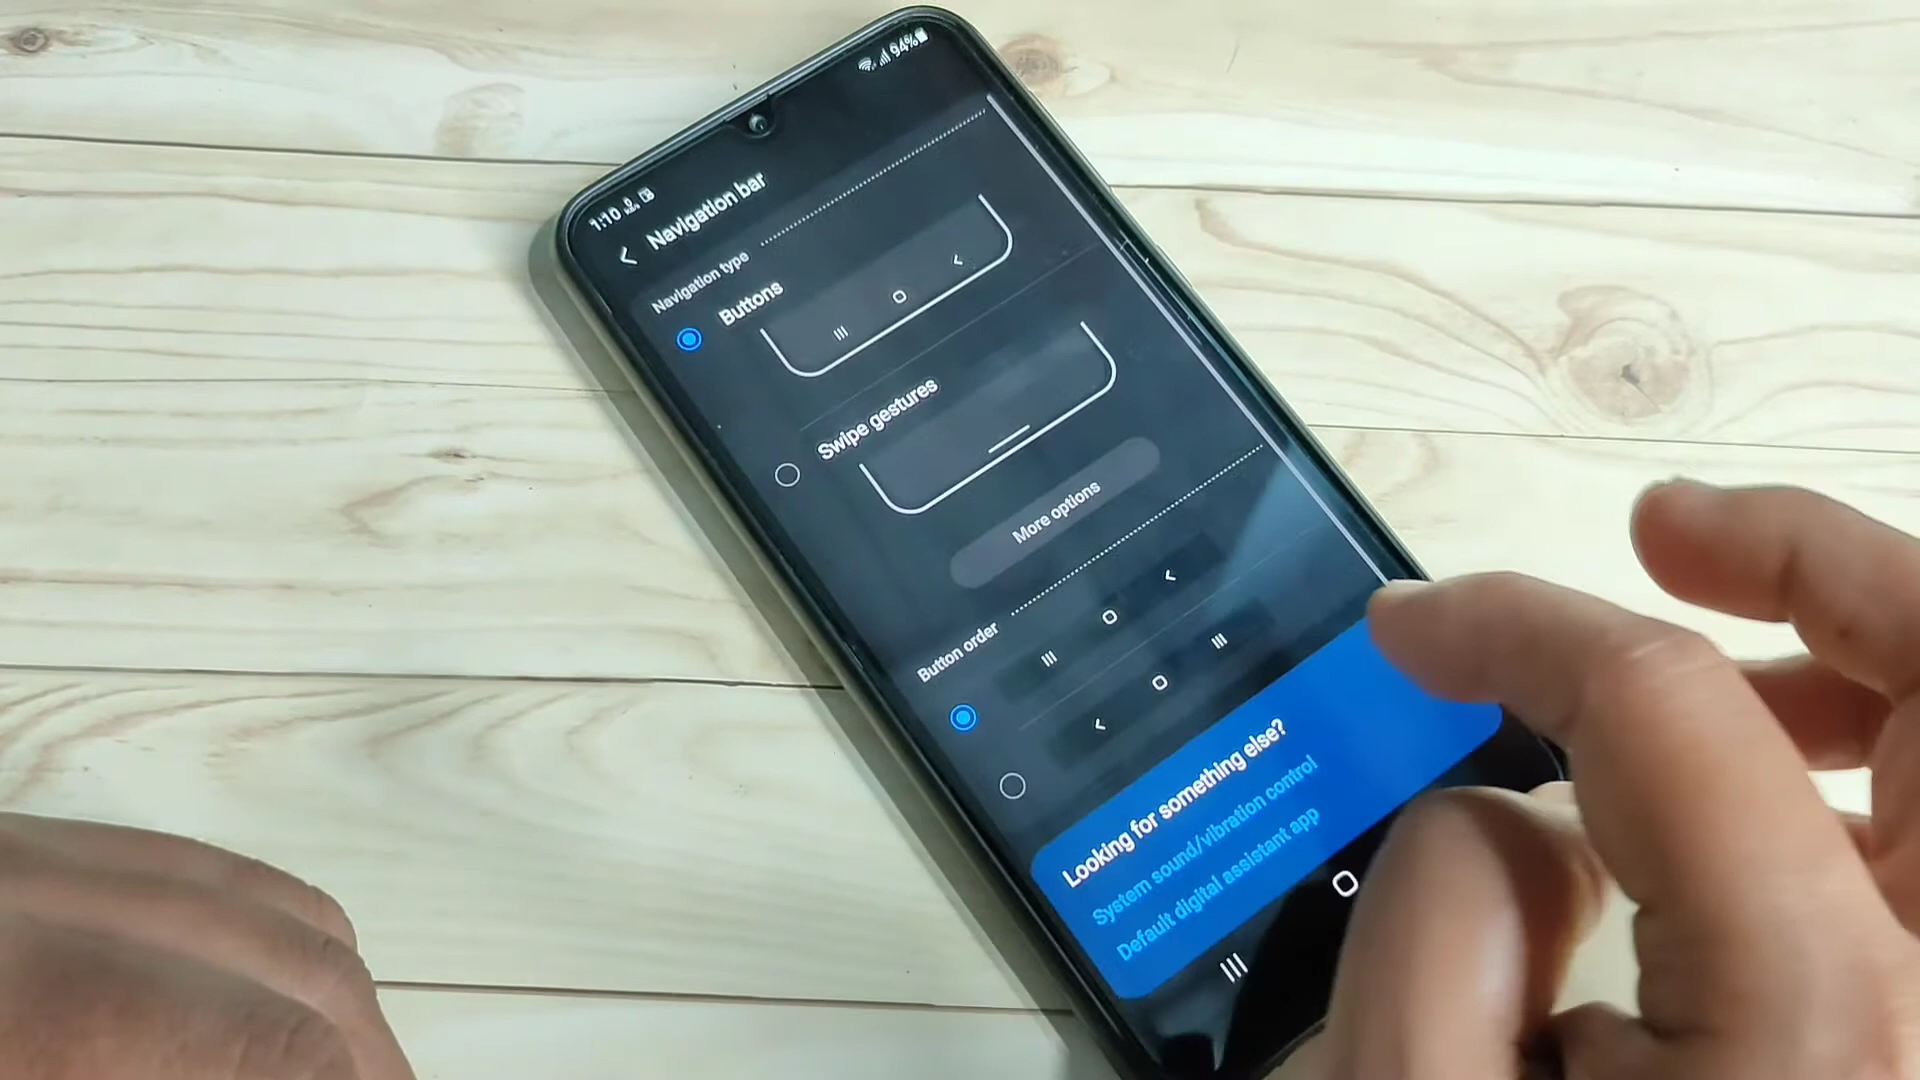 1:10
94%
Navigation bar
Navigation type
Buttons
Swipe gestures
More options
Button order
Looking for something else?
System sound/vibration control
Default digital assistant app